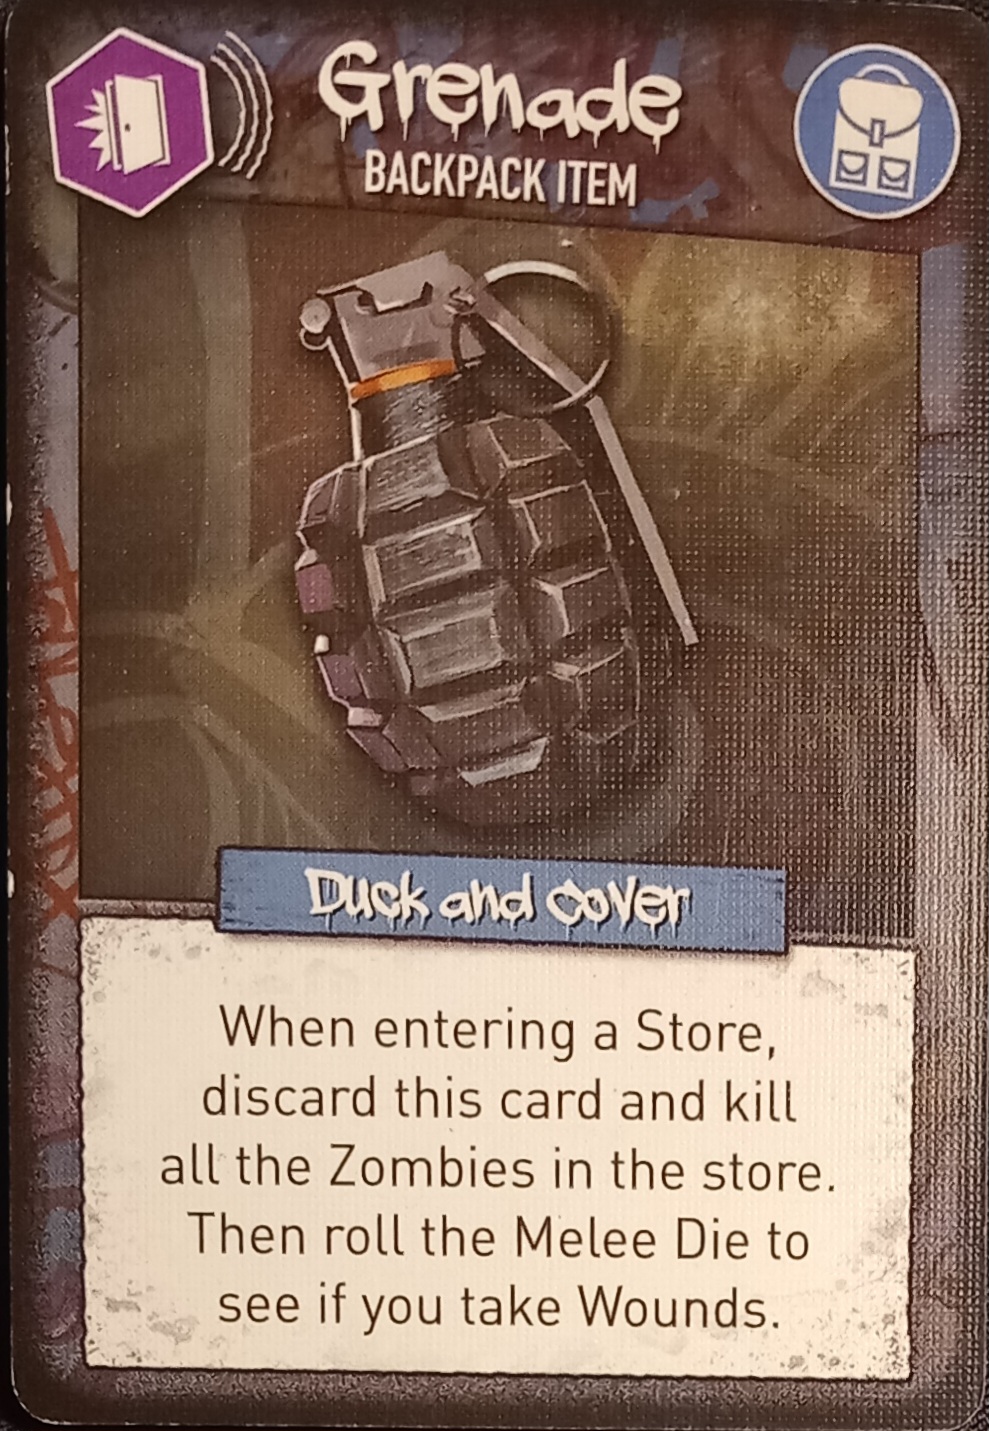 Grenade
BACKPACK ITEM
Duck and cover
When entering a Store,
discard this card and kill
all the Zombies in the store.
Then roll the Melee Die to
see if you take Wounds.